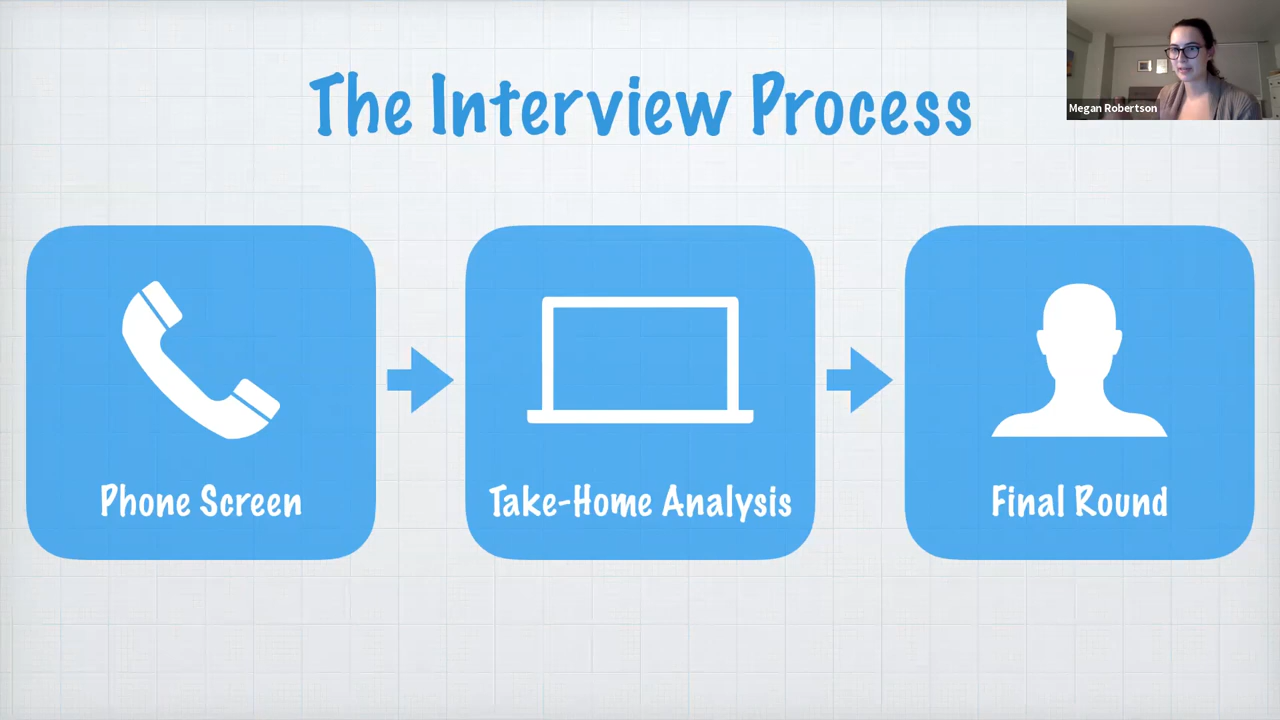 The Interview Process
Megan Robertson
Phone Screen
Take-Home Analysis
Final Round